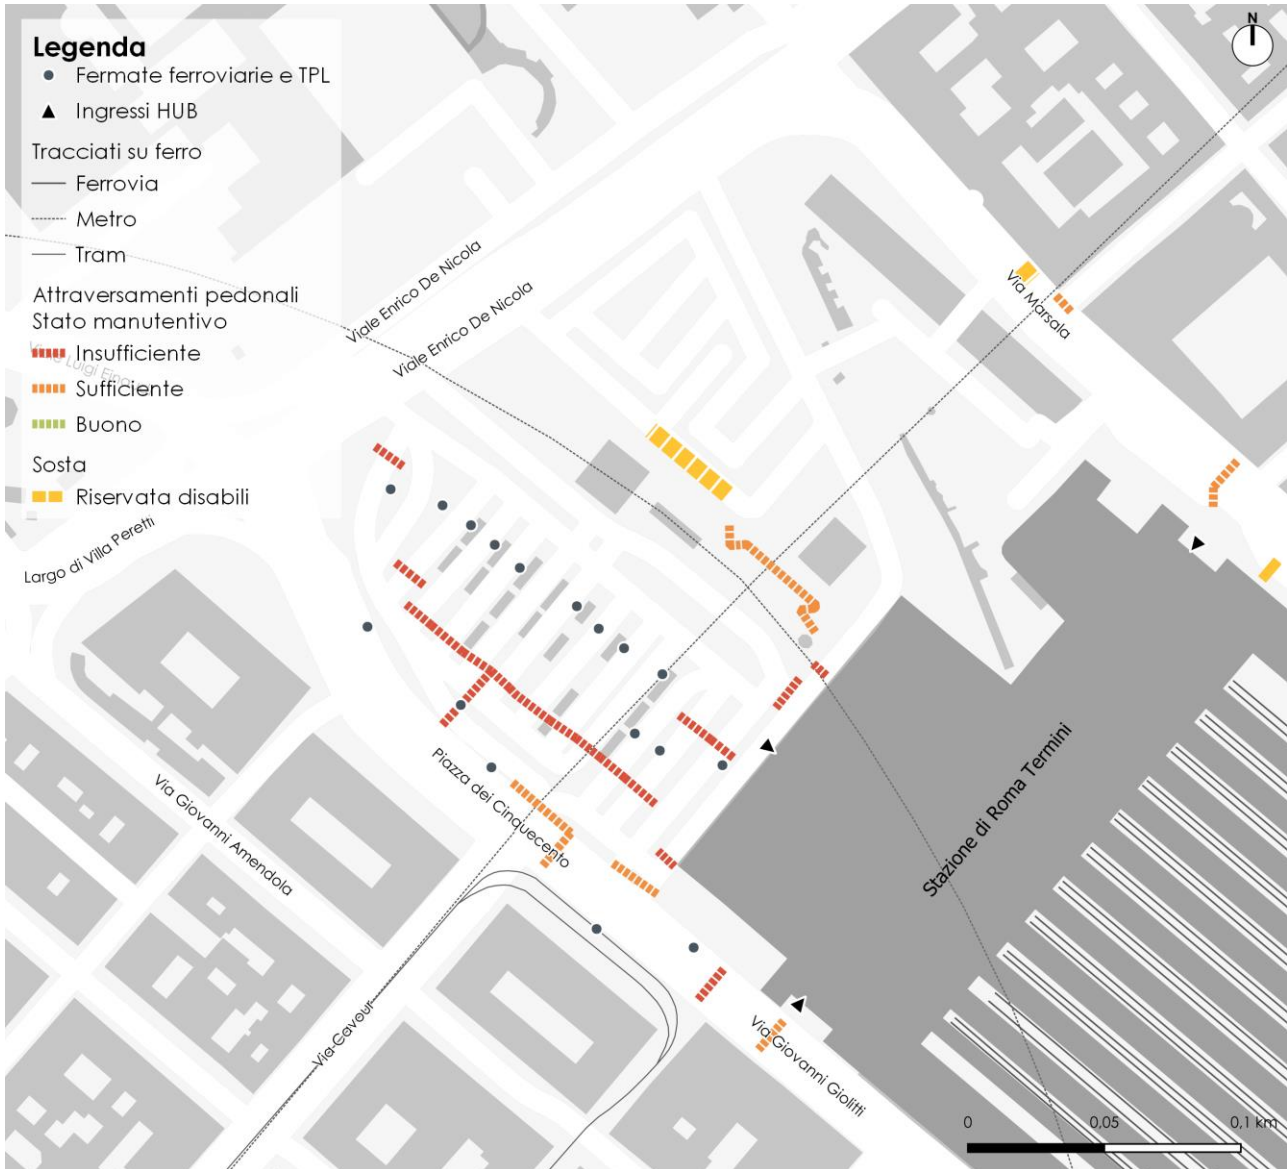 Legenda
Fermate ferroviarie e TPL
Ingressi HUB
Tracciati su ferro
Ferrovia
Metro
Tram
Attraversamenti pedonali
Stato manutentivo
Insufficiente
Sufficiente
Buono
Sosta
Riservata disabili
N
Viale Enrico De Nicola
Viale Enrico De Nicola
Via Marsala
Largo di Villa Peretti
Piazza dei Cinquecento
Via Giovanni Amendola
Stazione di Roma Termini
Via Cavour
Via Giovanni Giolitti
0 0,05 0,1 km